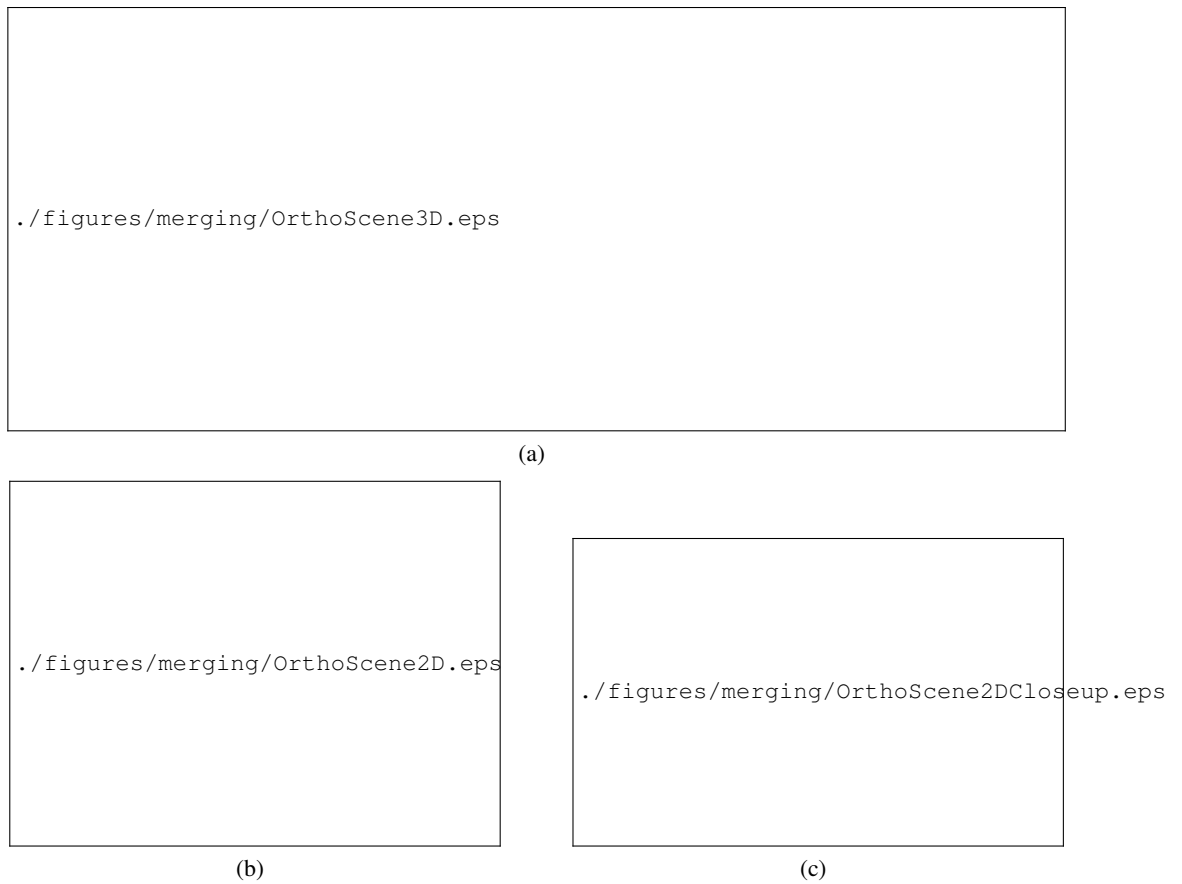 ./figures/merging/OrthoScene3D.eps
(a)
./figures/merging/OrthoScene2D.eps
./figures/merging/OrthoScene2DCloseup.eps
(b)
(c)